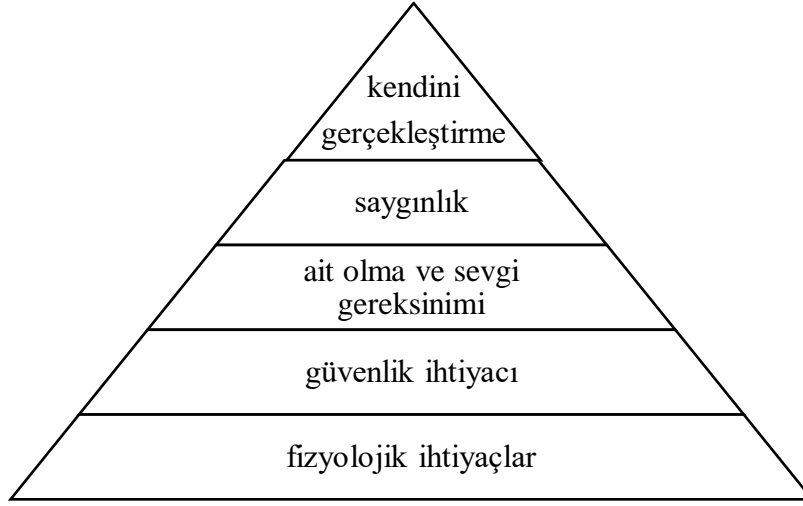 kendini
gerçekleştirme
saygınlık
ait olma ve sevgi
gereksinimi
güvenlik ihtiyacı
fizyolojik ihtiyaçlar